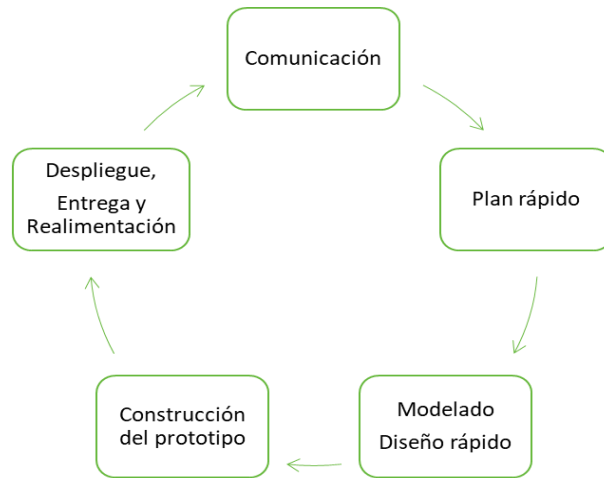 Comunicación
Plan rápido
Modelado
Diseño rápido
Construcción
del prototipo
Despliegue,
Entrega y
Realimentación